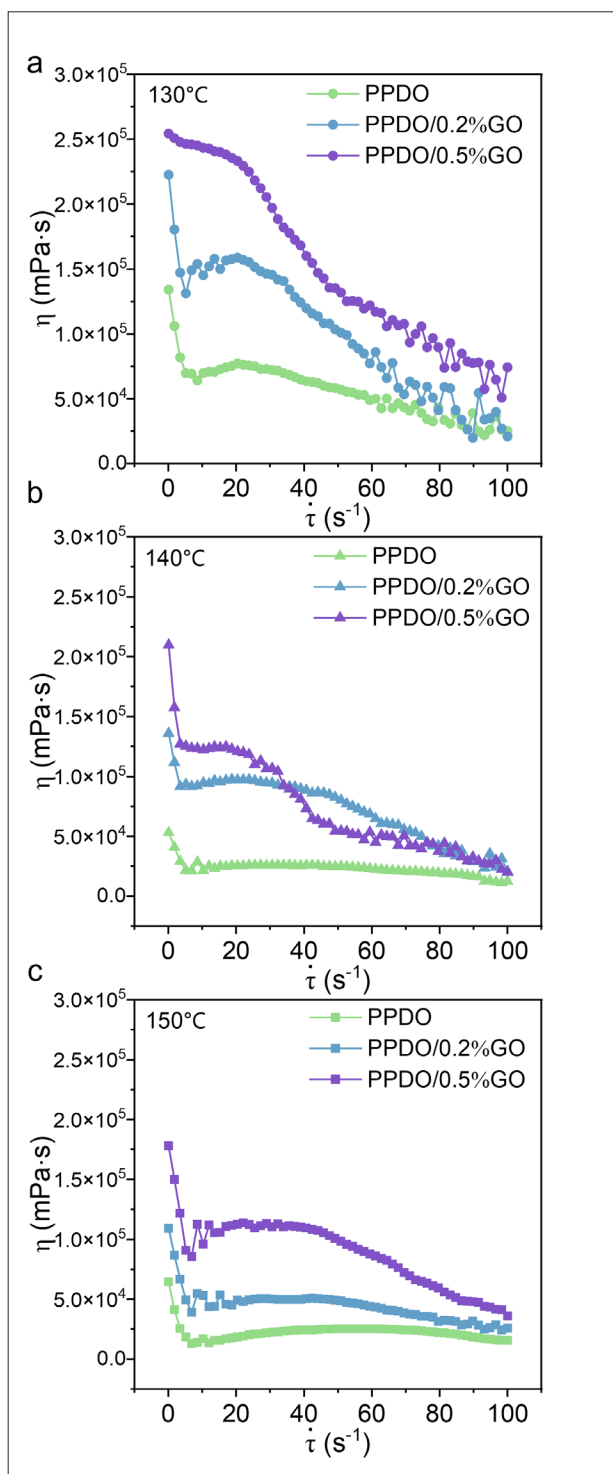 a
130°C
PPDO
PPDO/0.2%GO
PPDO/0.5%GO
3.0×10⁵
2.5×10⁵
2.0×10⁵
1.5×10⁵
1.0×10⁵
5.0×10⁴
0.0
η (mPa·s)
0 20 40 60 80 100
τ̇ (s⁻¹)
b
140°C
PPDO
PPDO/0.2%GO
PPDO/0.5%GO
3.0×10⁵
2.5×10⁵
2.0×10⁵
1.5×10⁵
1.0×10⁵
5.0×10⁴
0.0
η (mPa·s)
0 20 40 60 80 100
τ̇ (s⁻¹)
c
150°C
PPDO
PPDO/0.2%GO
PPDO/0.5%GO
3.0×10⁵
2.5×10⁵
2.0×10⁵
1.5×10⁵
1.0×10⁵
5.0×10⁴
0.0
η (mPa·s)
0 20 40 60 80 100
τ̇ (s⁻¹)